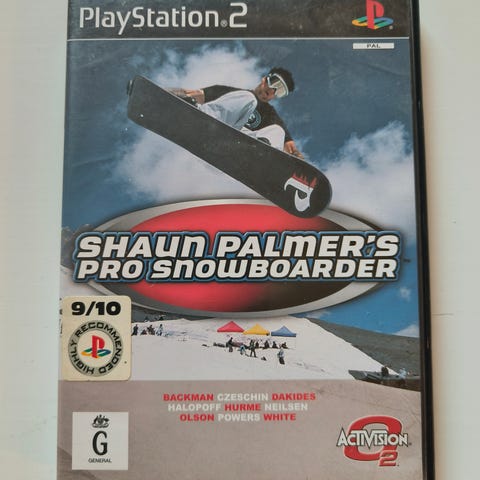 PlayStation®2
PAL
SHAUN PALMER'S
PRO SNOWBOARDER
9/10
HIGHLY RECOMMENDED
BACKMAN CZESCHIN DAKIDES
HALOPOFF HURME NEILSEN
OLSON POWERS WHITE
G
GENERAL
ACTIVISION
O2